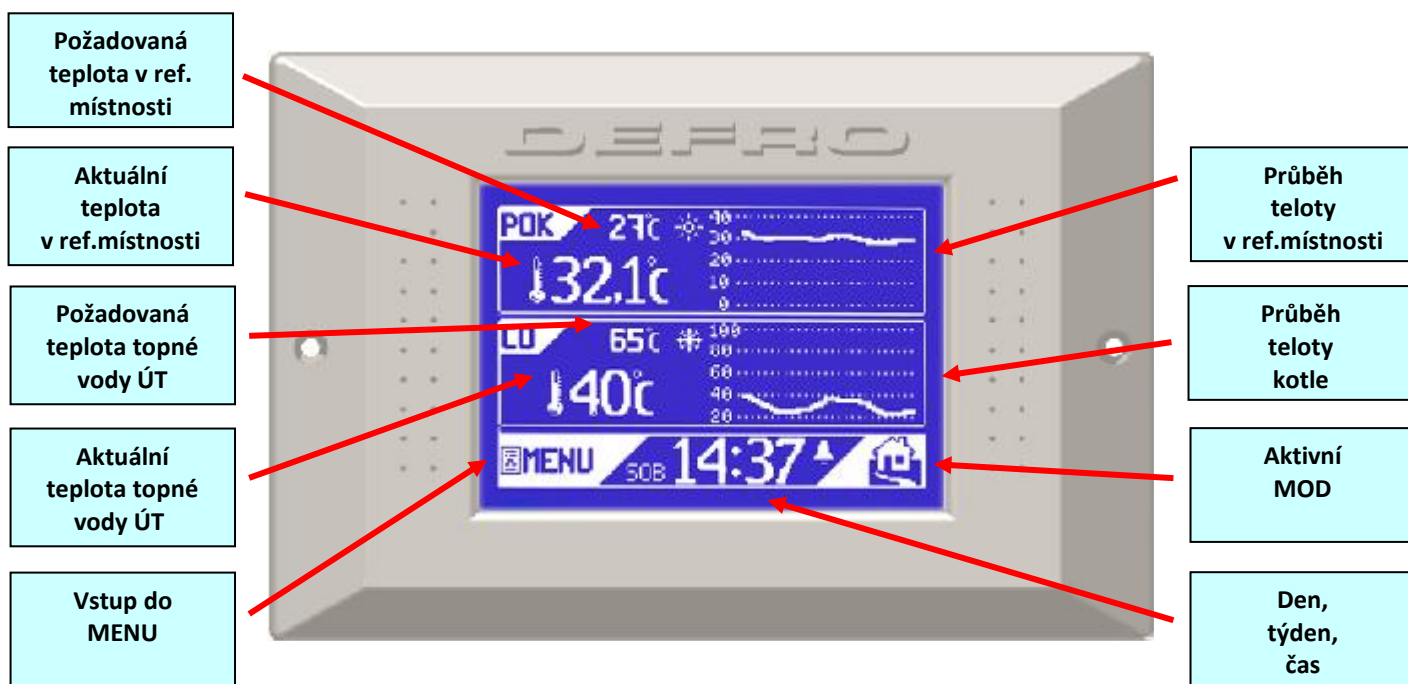 Požadovaná
teplota v ref.
místnosti
Aktuální
teplota
v ref.místnosti
Požadovaná
teplota topné
vody ÚT
Aktuální
teplota topné
vody ÚT
Vstup do
MENU
DEFRO
POK 27°C 40
30
20
32,1°C 10
0
CO 65°C 100
80
60
40°C 40
20
MENU SOB 14:37
Průběh
teloty
v ref.místnosti
Průběh
teloty
kotle
Aktivní
MOD
Den,
týden,
čas